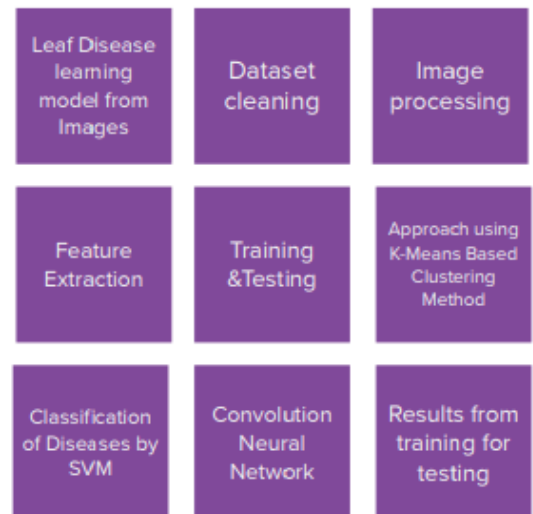 Leaf Disease
learning
model from
Images
Dataset
cleaning
Image
processing
Feature
Extraction
Training
&Testing
Approach using
K-Means Based
Clustering
Method
Classification
of Diseases by
SVM
Convolution
Neural
Network
Results from
training for
testing